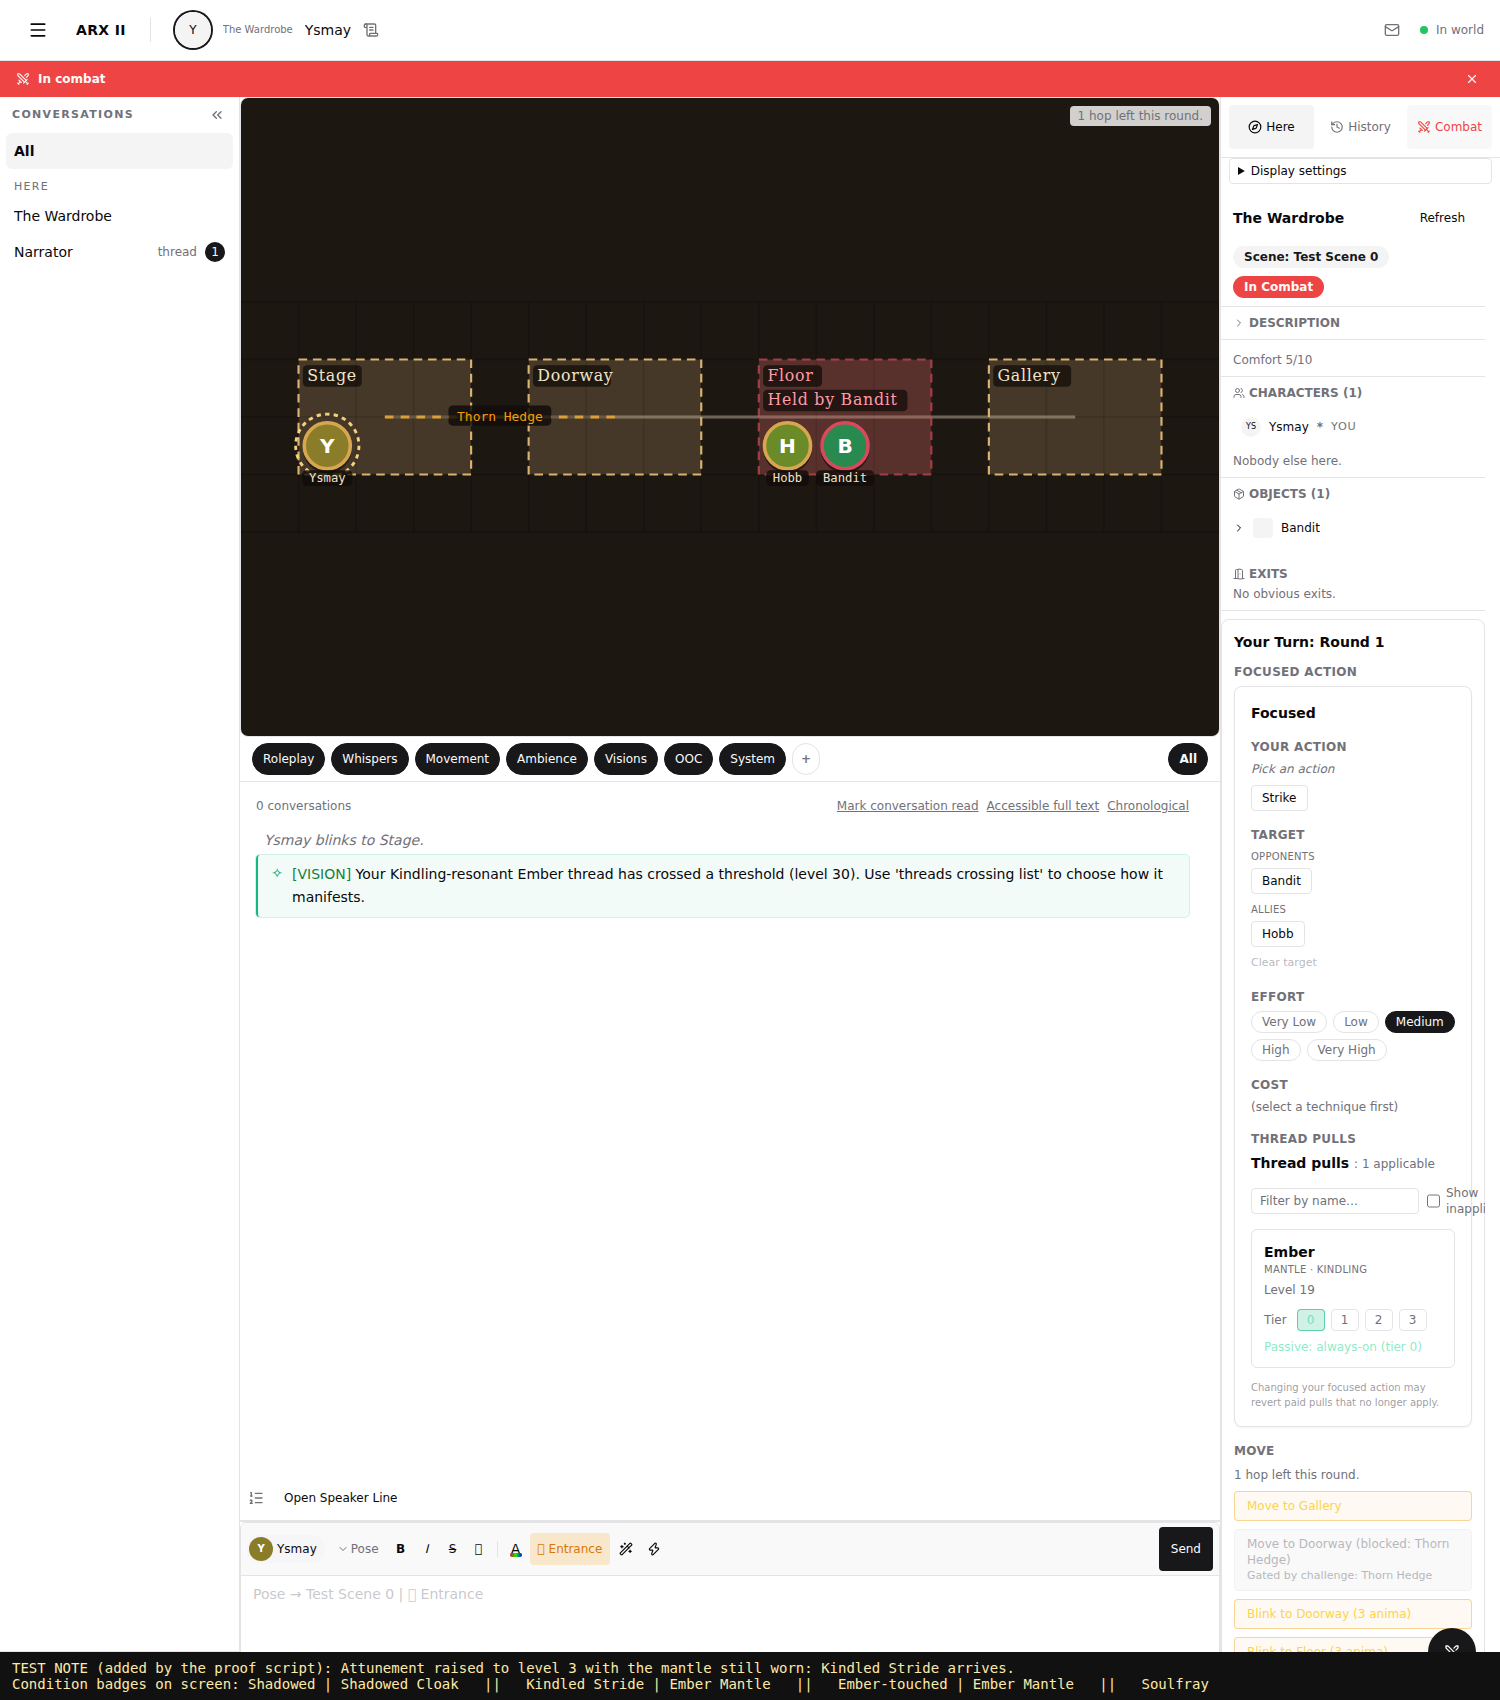 ARX II
Y
The Wardrobe
Ysmay
In world
In combat
CONVERSATIONS
All
HERE
The Wardrobe
Narrator
thread
1
1 hop left this round.
Stage
Doorway
Floor
Held by Bandit
Gallery
Thorn Hedge
Y
H
B
Ysmay
Hobb
Bandit
Roleplay
Whispers
Movement
Ambience
Visions
OOC
System
+
All
0 conversations
Mark conversation read
Accessible full text
Chronological
Ysmay blinks to Stage.
[VISION] Your Kindling-resonant Ember thread has crossed a threshold (level 30). Use 'threads crossing list' to choose how it
manifests.
Open Speaker Line
Y
Ysmay
Pose
B
I
S
A
Entrance
Send
Pose → Test Scene 0 | Entrance
Here
History
Combat
Display settings
The Wardrobe
Refresh
Scene: Test Scene 0
In Combat
DESCRIPTION
Comfort 5/10
CHARACTERS (1)
YS
Ysmay * YOU
Nobody else here.
OBJECTS (1)
Bandit
EXITS
No obvious exits.
Your Turn: Round 1
FOCUSED ACTION
Focused
YOUR ACTION
Pick an action
Strike
TARGET
OPPONENTS
Bandit
ALLIES
Hobb
Clear target
EFFORT
Very Low
Low
Medium
High
Very High
COST
(select a technique first)
THREAD PULLS
Thread pulls : 1 applicable
Filter by name...
Show
inappli
Ember
MANTLE · KINDLING
Level 19
Tier
0
1
2
3
Passive: always-on (tier 0)
Changing your focused action may
revert paid pulls that no longer apply.
MOVE
1 hop left this round.
Move to Gallery
Move to Doorway (blocked: Thorn
Hedge)
Gated by challenge: Thorn Hedge
Blink to Doorway (3 anima)
Blink to Floor (3 anima)
TEST NOTE (added by the proof script): Attunement raised to level 3 with the mantle still worn: Kindled Stride arrives.
Condition badges on screen: Shadowed | Shadowed Cloak || Kindled Stride | Ember Mantle || Ember-touched | Ember Mantle || Soulfray